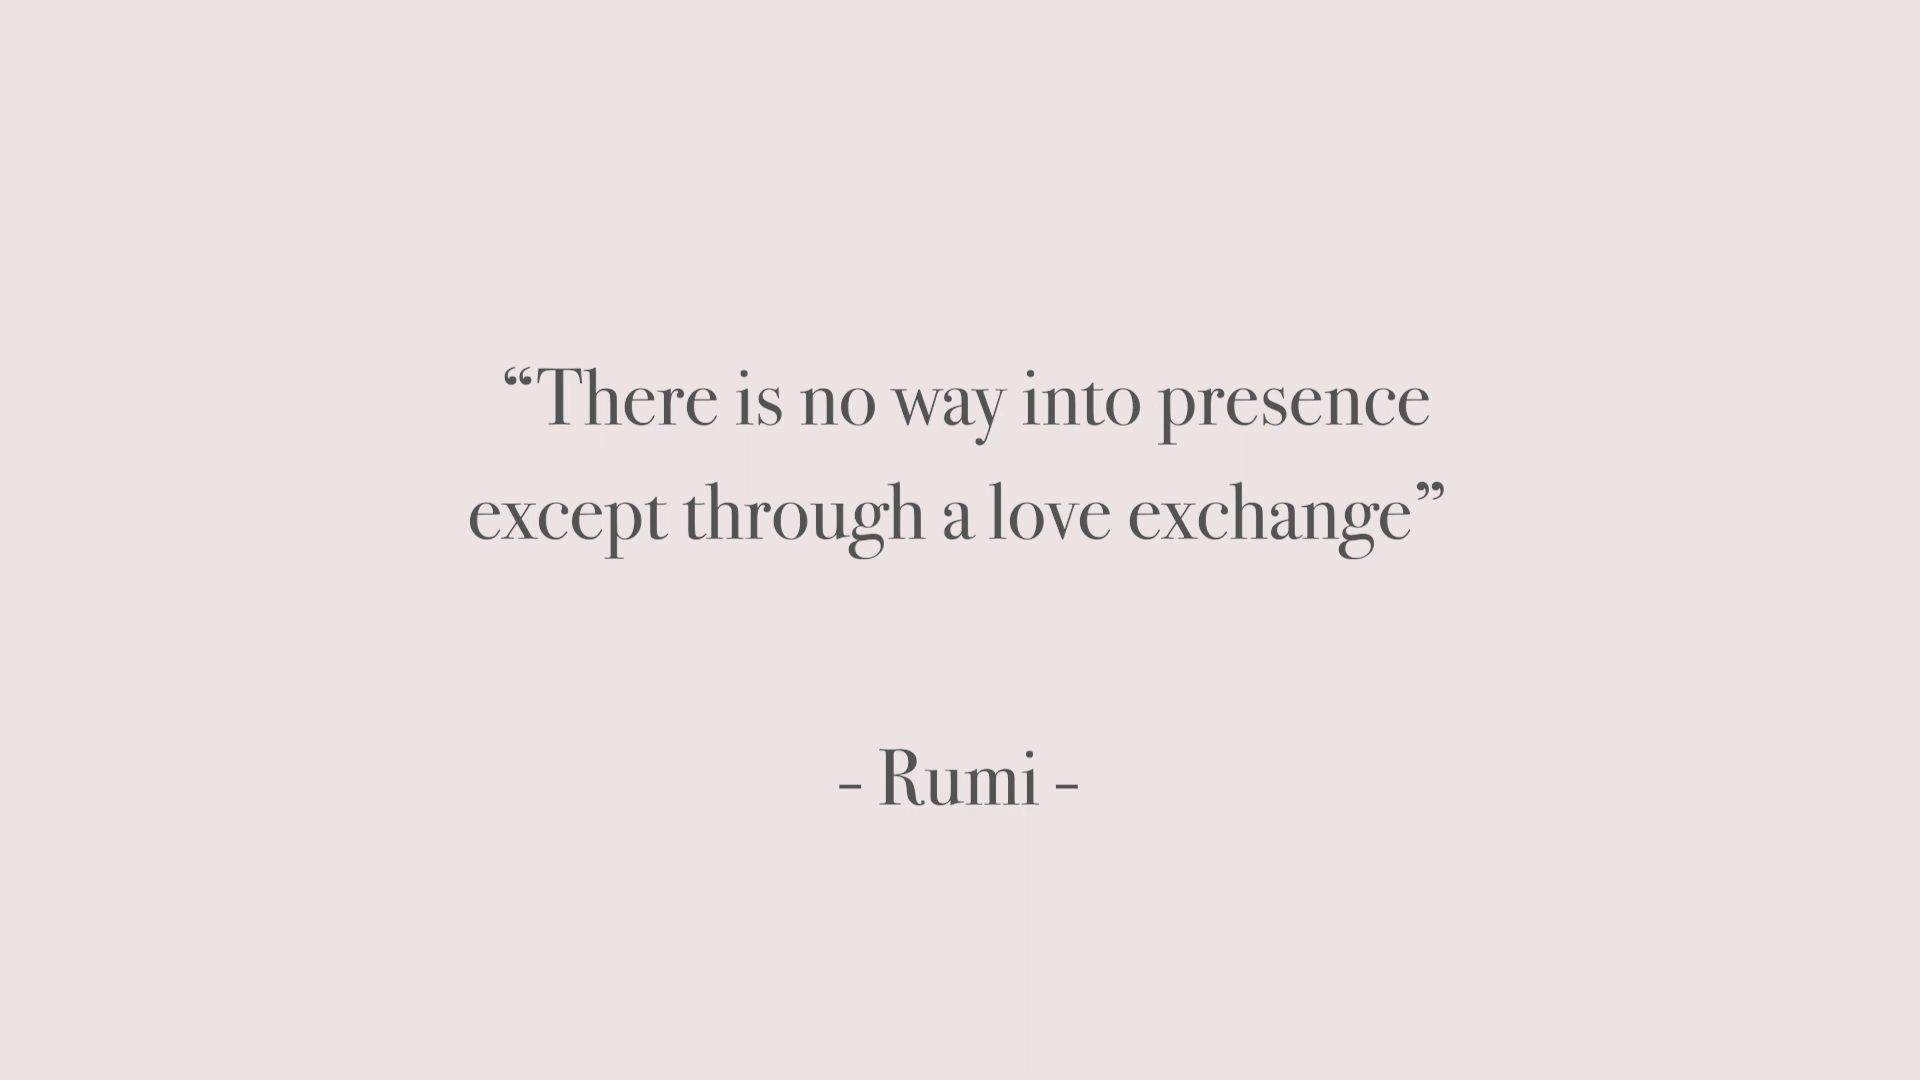 “There is no way into presence
except through a love exchange”
– Rumi –